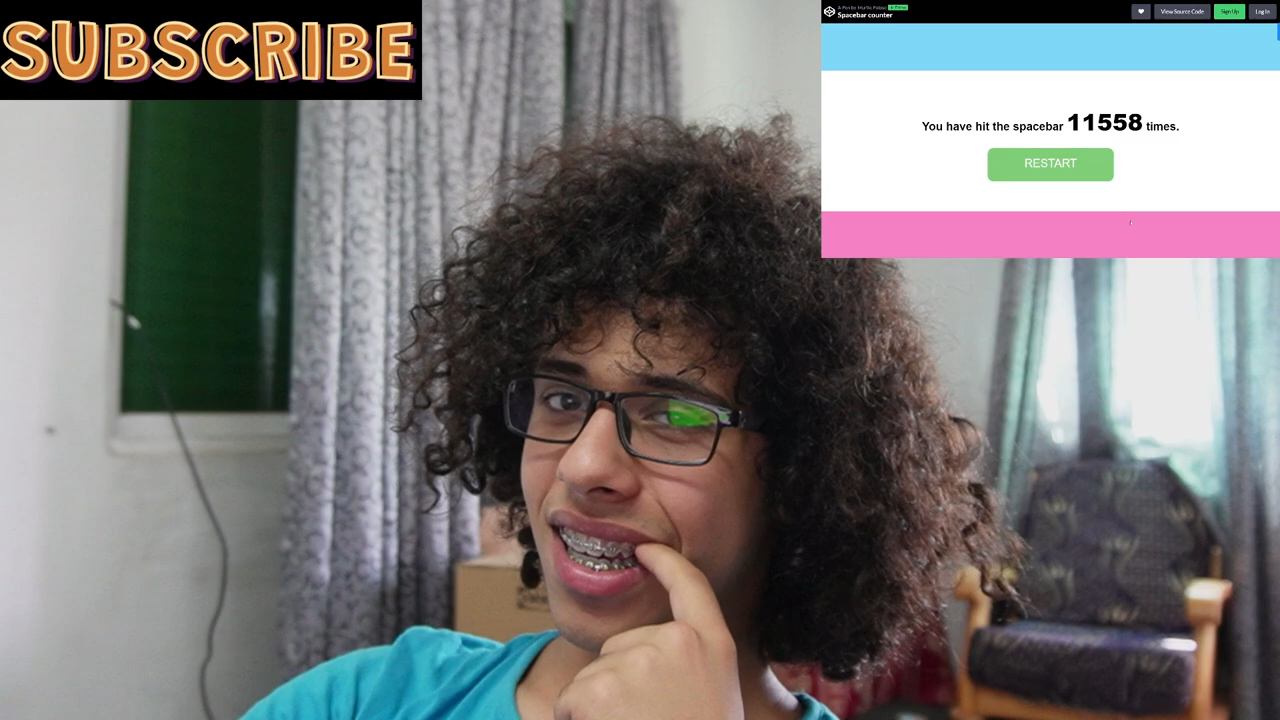 SUBSCRIBE
Spacebar counter
View Source Code
Sign Up
Log In
You have hit the spacebar 11558 times.
RESTART